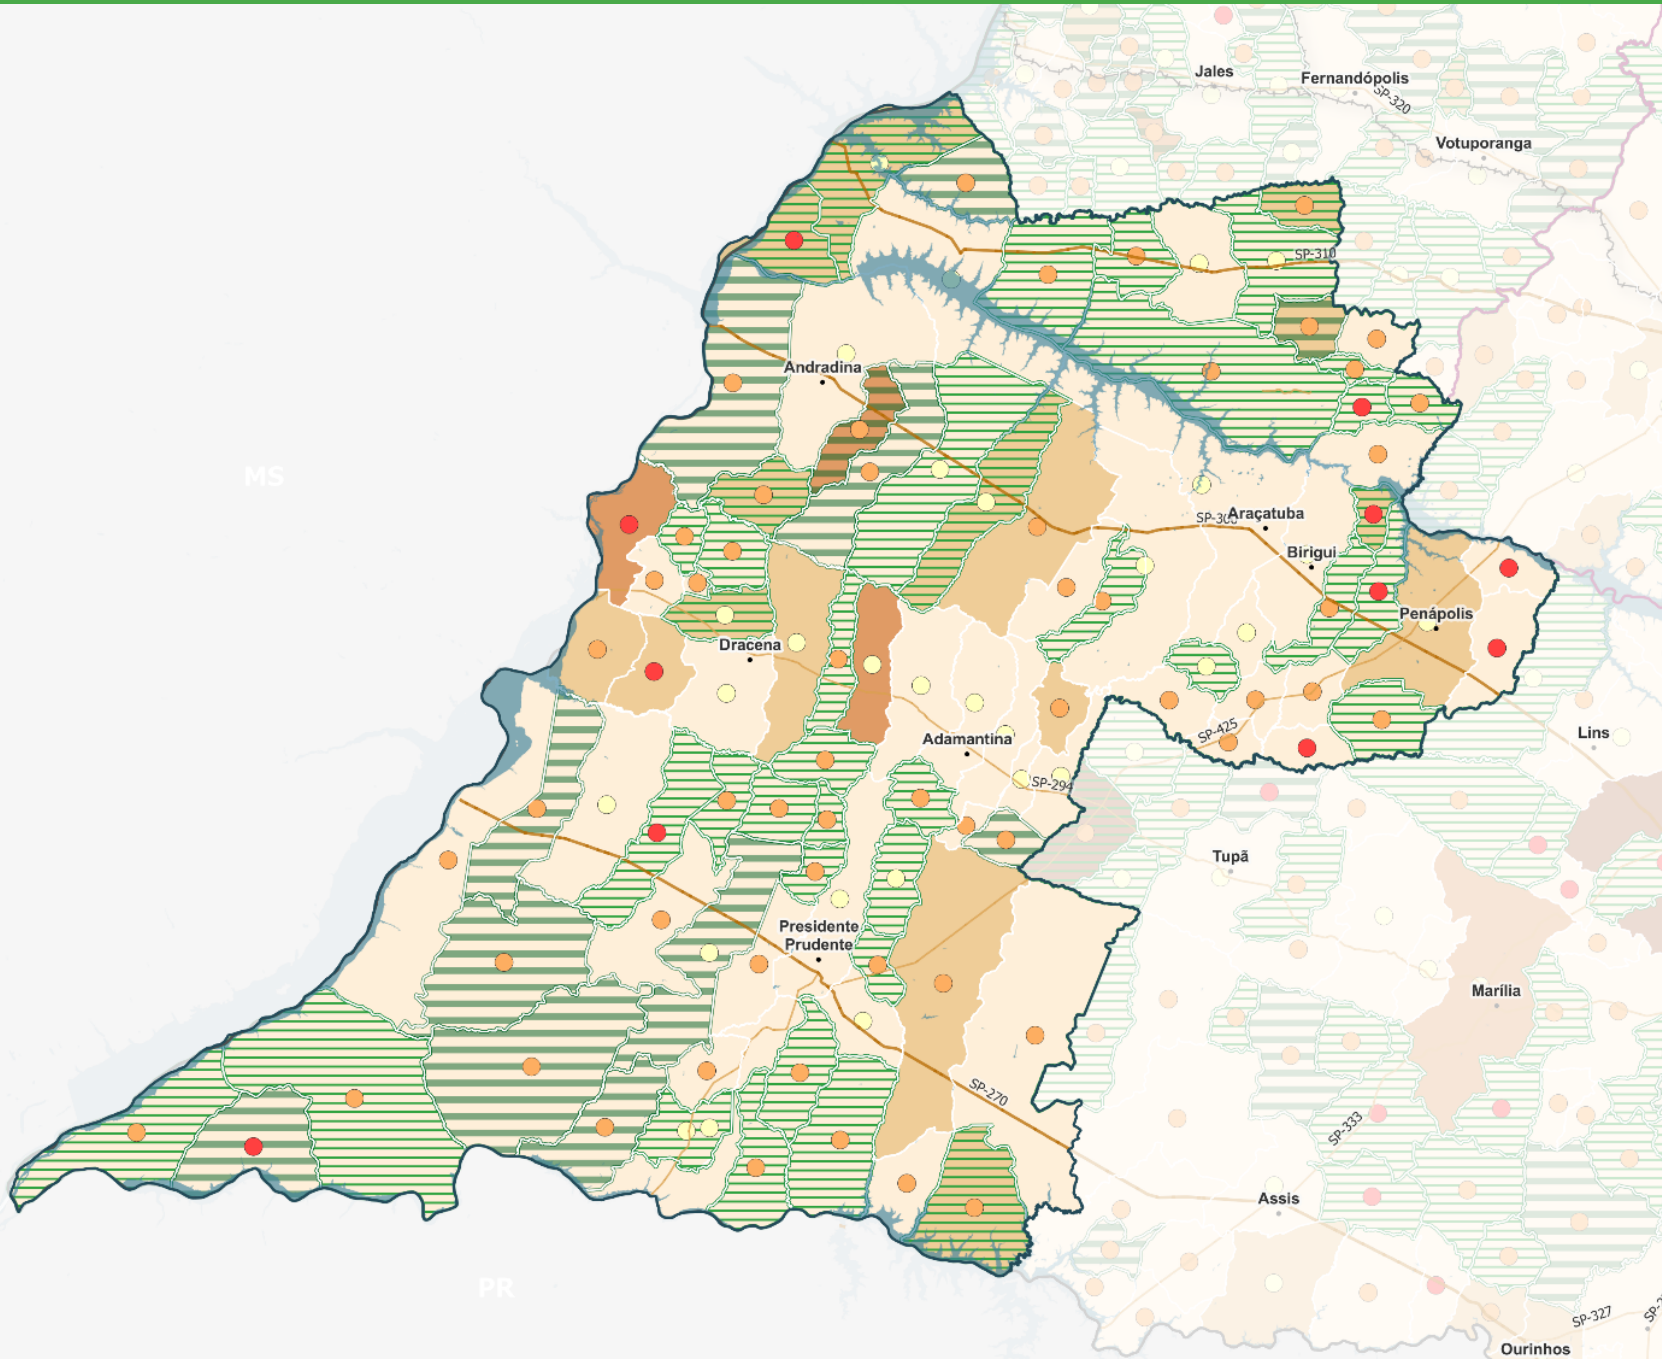 Jales
Fernandópolis
SP-320
Votuporanga
SP-310
Andradina
MS
SP-300
Araçatuba
Birigui
Penápolis
Dracena
SP-425
Lins
Adamantina
SP-294
Tupã
Presidente
Prudente
Marília
SP-270
SP-333
Assis
PR
SP-327
Ourinhos